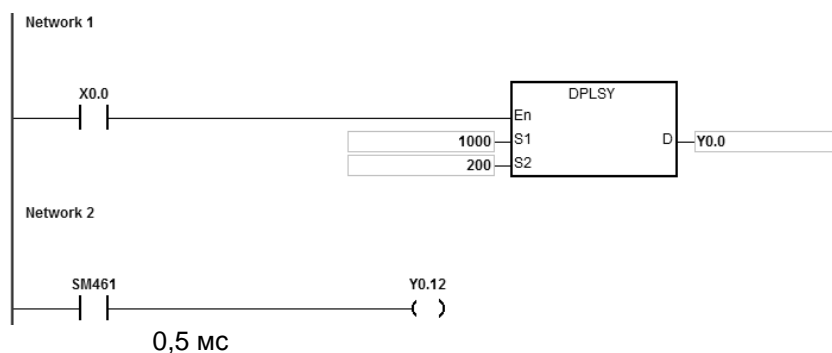 Network 1
X0.0
DPLSY
En
1000 S1 D Y0.0
200 S2
Network 2
SM461 Y0.12
0,5 мс